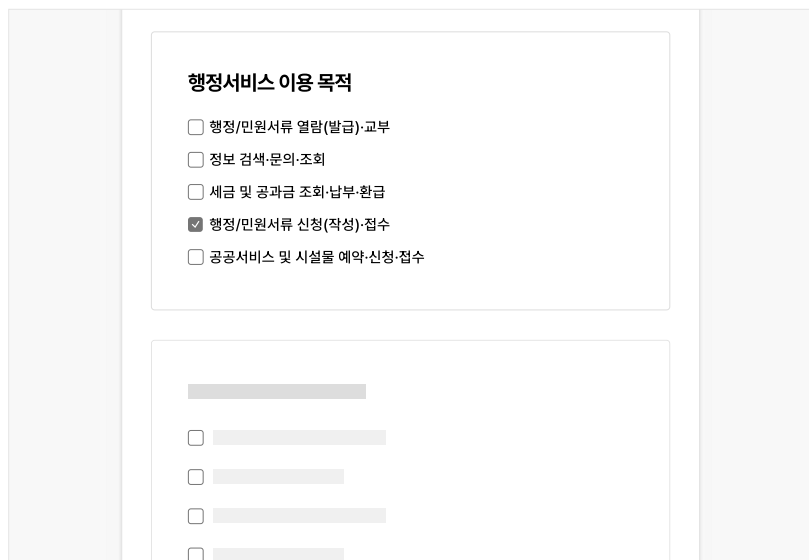 행정서비스 이용 목적
행정/민원서류 열람(발급)·교부
정보 검색·문의·조회
세금 및 공과금 조회·납부·환급
행정/민원서류 신청(작성)·접수
공공서비스 및 시설물 예약·신청·접수